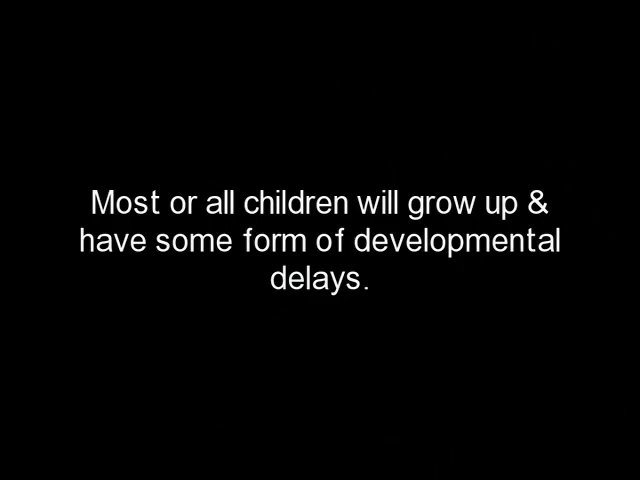 Most or all children will grow up &
have some form of developmental
delays.